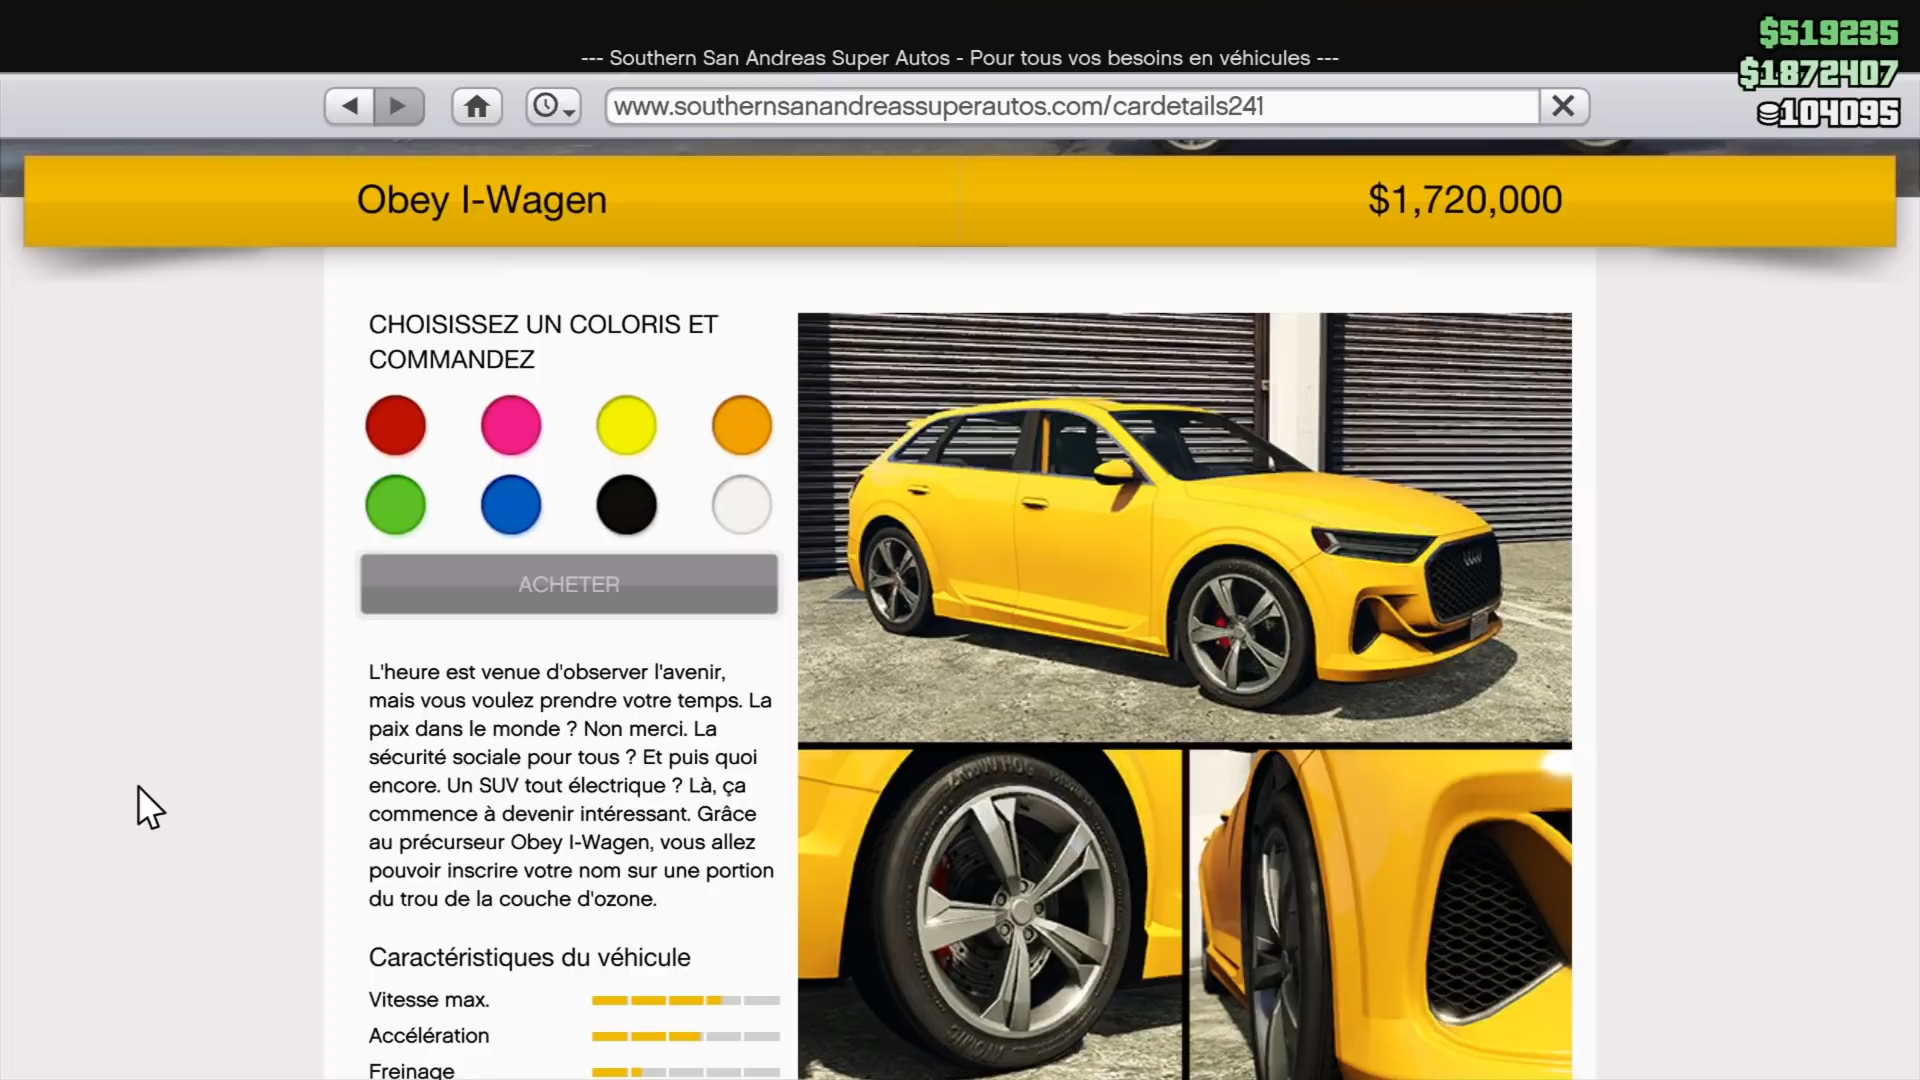 --- Southern San Andreas Super Autos - Pour tous vos besoins en véhicules ---
$519235
$1872407
104095
www.southernsanandreassuperautos.com/cardetails241
Obey I-Wagen
$1,720,000
CHOISISSEZ UN COLORIS ET
COMMANDEZ
ACHETER
L'heure est venue d'observer l'avenir,
mais vous voulez prendre votre temps. La
paix dans le monde ? Non merci. La
sécurité sociale pour tous ? Et puis quoi
encore. Un SUV tout électrique ? Là, ça
commence à devenir intéressant. Grâce
au précurseur Obey I-Wagen, vous allez
pouvoir inscrire votre nom sur une portion
du trou de la couche d'ozone.
Caractéristiques du véhicule
Vitesse max.
Accélération
Freinage
ATOMIC